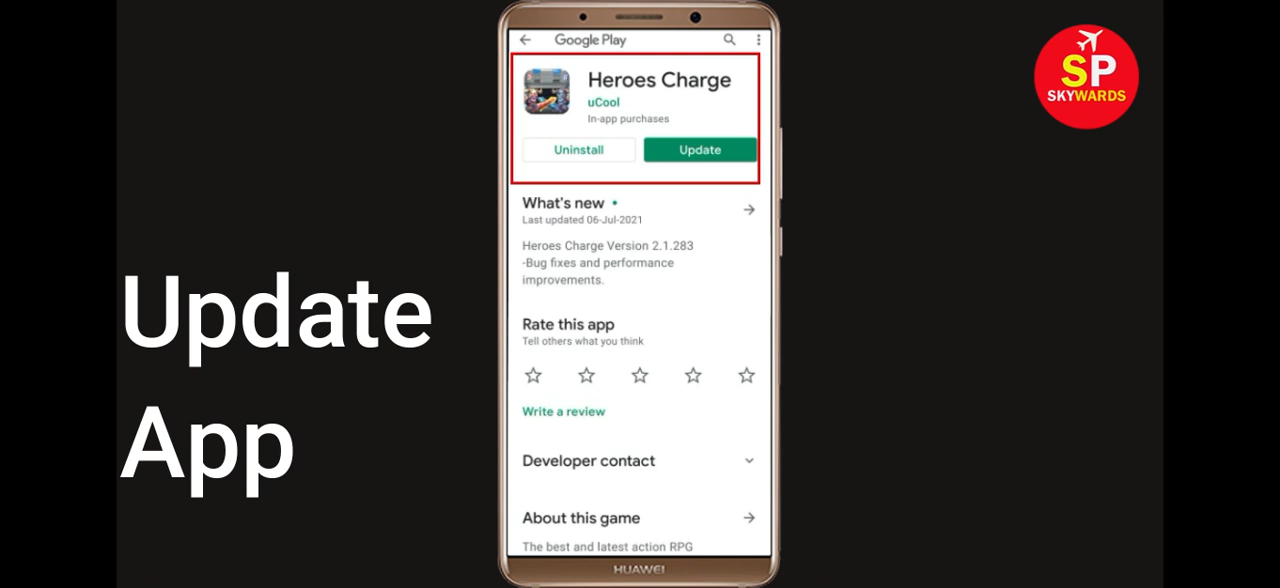 Google Play
Heroes Charge
uCool
In-app purchases
Uninstall
Update
What's new
Last updated 06-Jul-2021
Heroes Charge Version 2.1.283
-Bug fixes and performance
improvements.
Rate this app
Tell others what you think
Write a review
Developer contact
About this game
The best and latest action RPG
HUAWEI
Update
App
SP
SKYWARDS